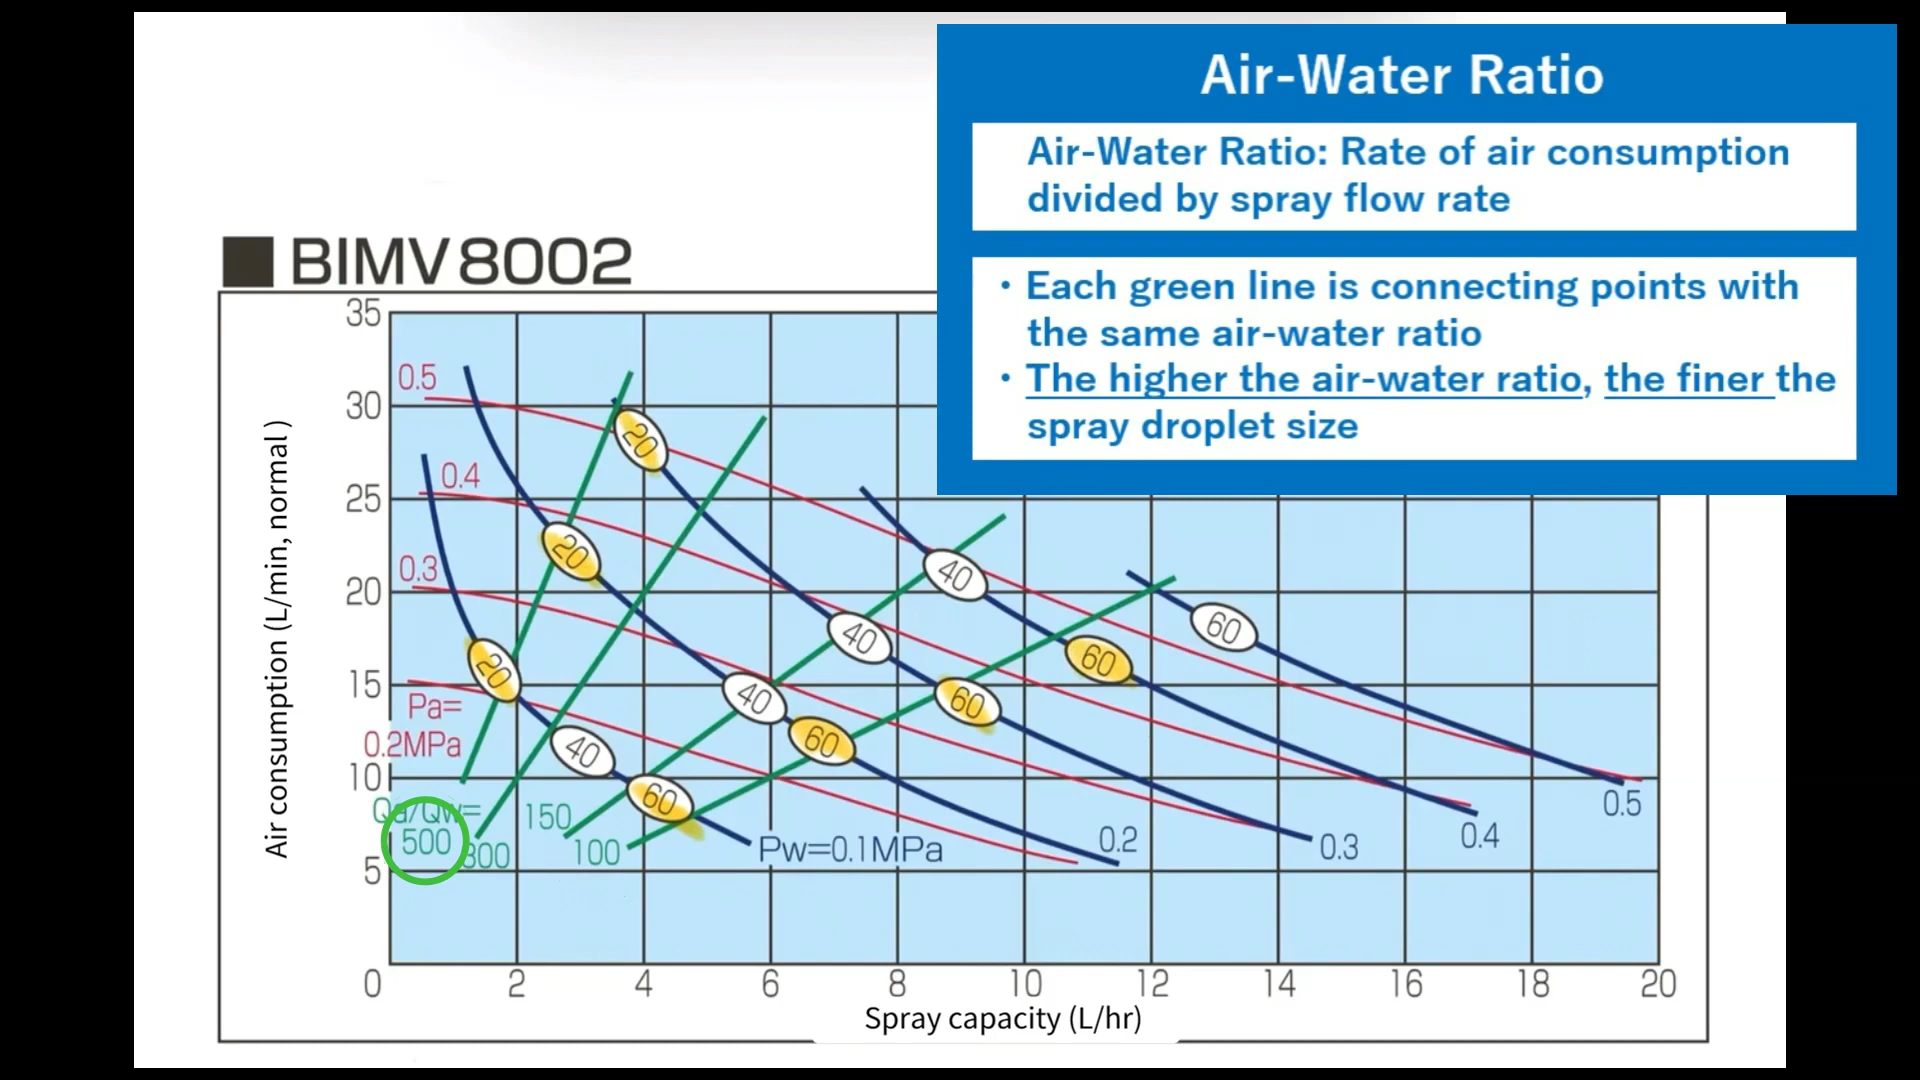 Air-Water Ratio
Air-Water Ratio: Rate of air consumption
divided by spray flow rate
• Each green line is connecting points with
the same air-water ratio
• The higher the air-water ratio, the finer the
spray droplet size
■ BIMV8002
Air consumption (L/min, normal)
35
30
25
20
15
10
5
0
0.5
0.4
0.3
Pa=
0.2MPa
Qa/Qw=
500
300
150
100
20
20
20
40
40
40
40
60
60
60
60
60
Pw=0.1MPa
0.2
0.3
0.4
0.5
2
4
6
8
10
12
14
16
18
20
Spray capacity (L/hr)